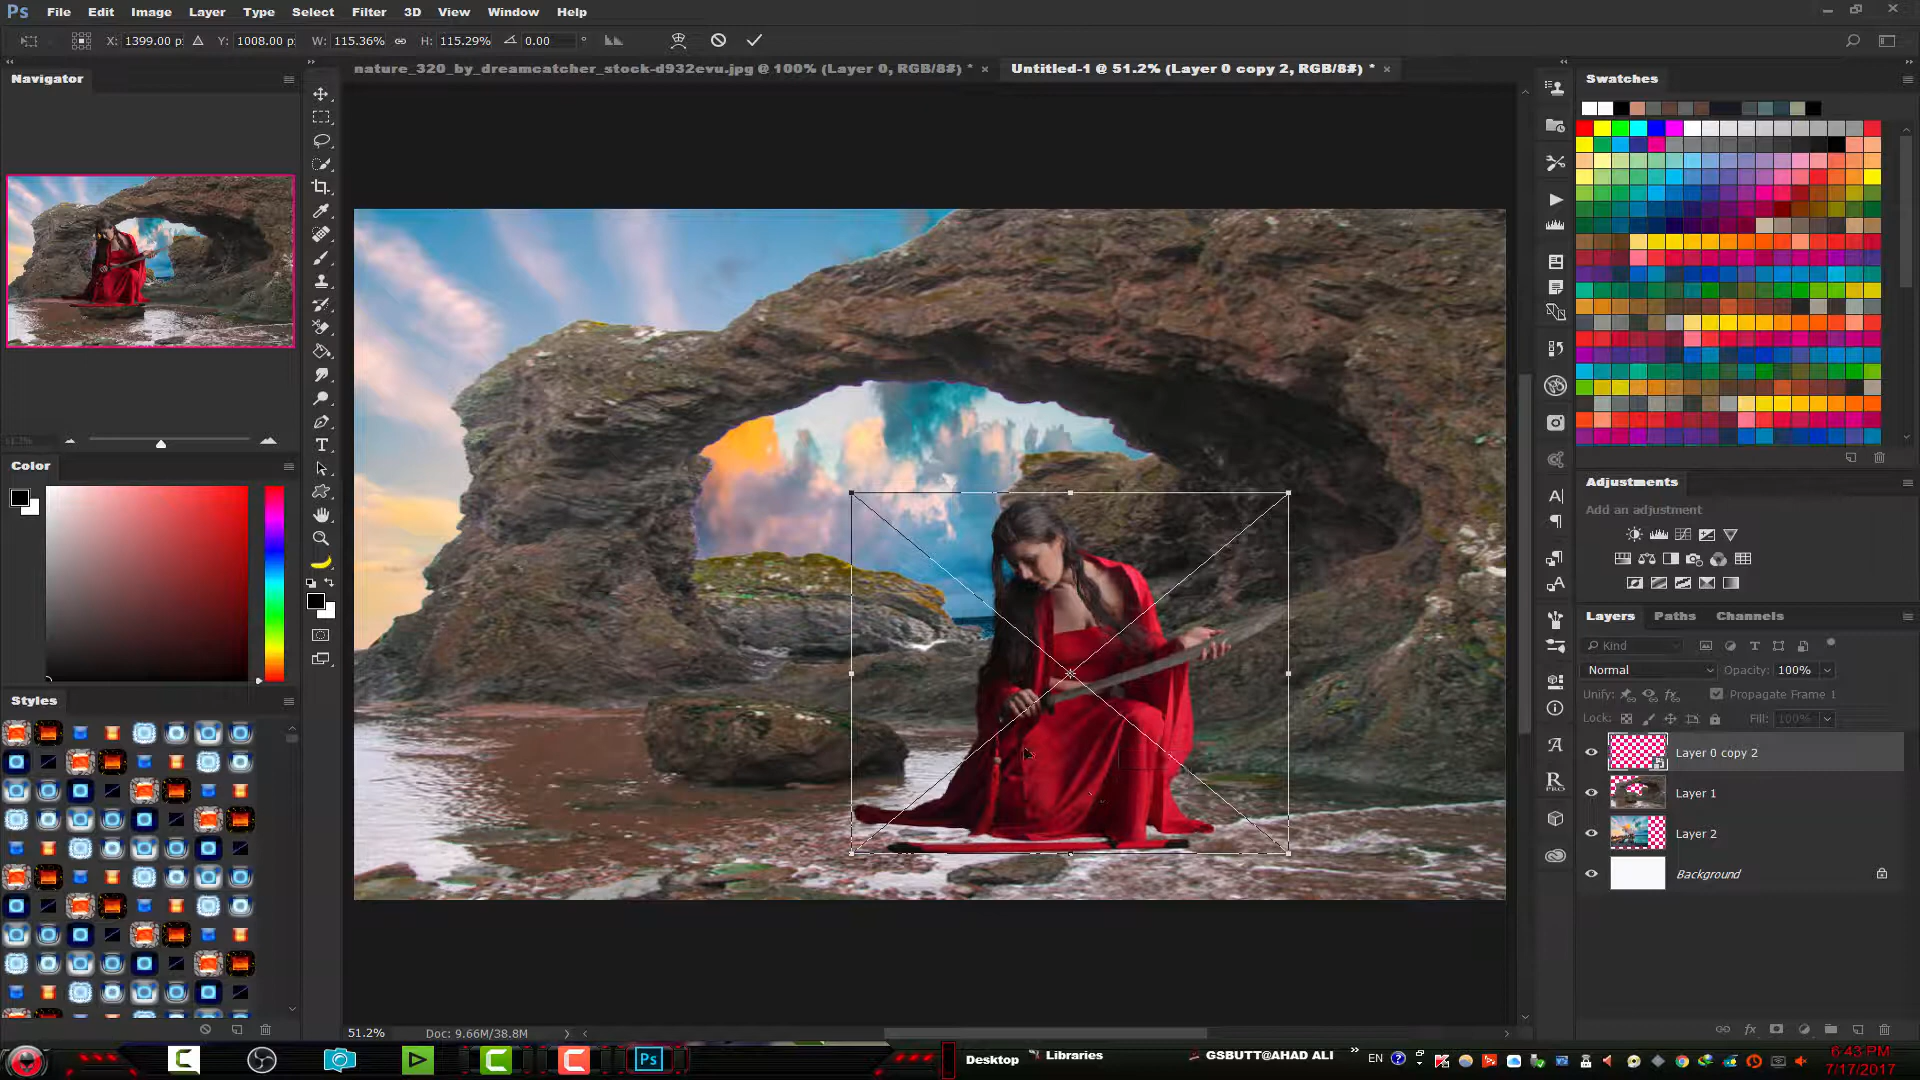 Ps File Edit Image Layer Type Select Filter 3D View Window Help
X: 1399.00 p Y: 1008.00 p W: 115.36% H: 115.29% 0.00 °
Navigator
nature_320_by_dreamcatcher_stock-d932evu.jpg @ 100% (Layer 0, RGB/8#) * ×
Untitled-1 @ 51.2% (Layer 0 copy 2, RGB/8#) * ×
Swatches
Color
Adjustments
Add an adjustment
Layers Paths Channels
Kind
Normal Opacity: 100%
Unify: Propagate Frame 1
Lock: Fill: 100%
Layer 0 copy 2
Layer 1
Layer 2
Background
Styles
51.2% Doc: 9.66M/38.8M
Ps Desktop Libraries GSBUTT@AHAD ALI EN
6:43 PM
7/17/2017